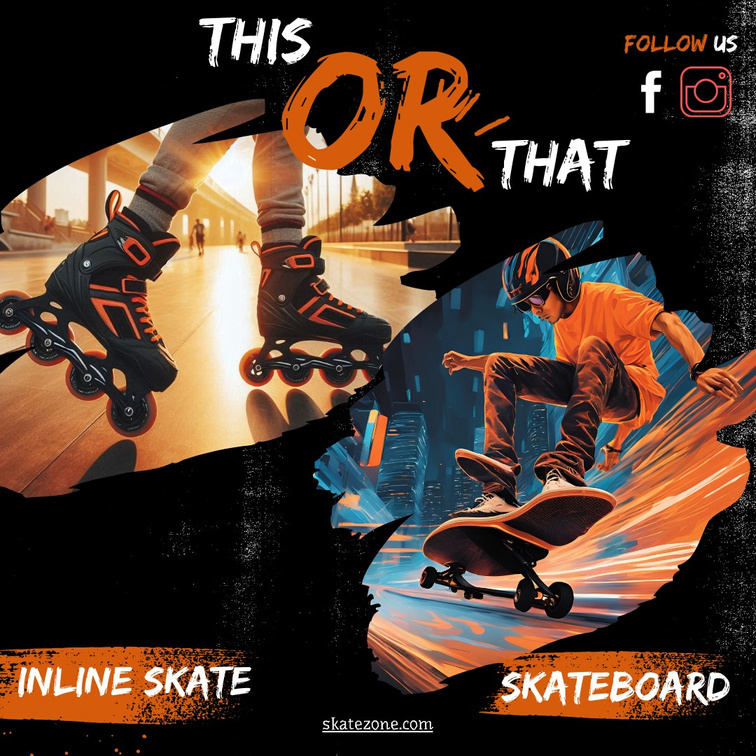 THIS
OR
THAT
FOLLOW US
INLINE SKATE
SKATEBOARD
skatezone.com